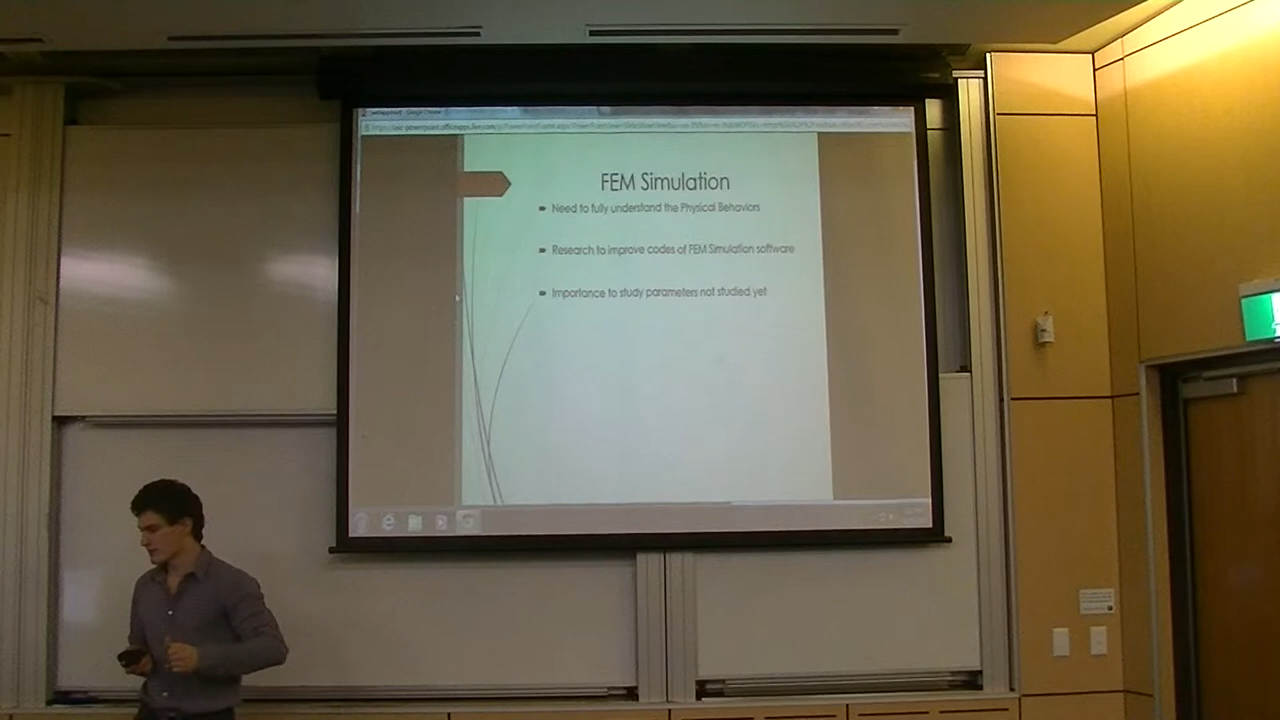 FEM Simulation
Need to fully understand the Physical Behaviors
Research to improve codes of FEM Simulation software
Importance to study parameters not studied yet